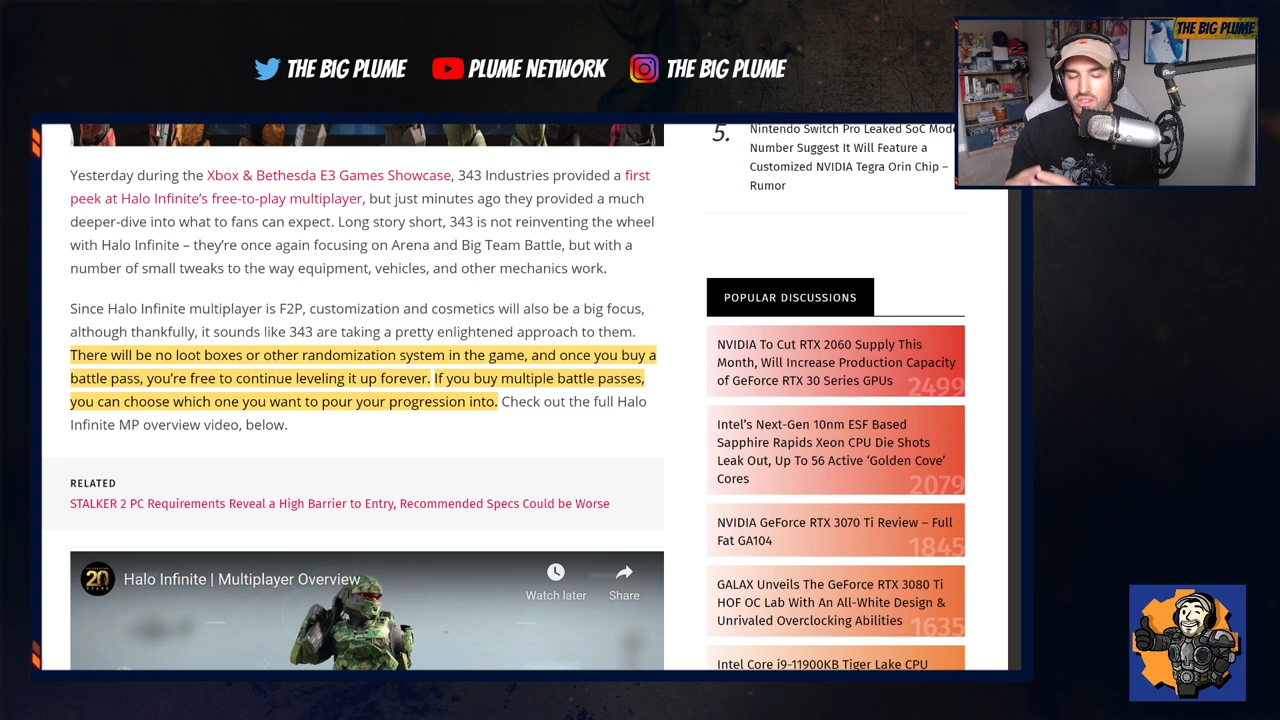 THE BIG PLUME
PLUME NETWORK
THE BIG PLUME
THE BIG PLUME
Yesterday during the Xbox & Bethesda E3 Games Showcase, 343 Industries provided a first
peek at Halo Infinite's free-to-play multiplayer, but just minutes ago they provided a much
deeper-dive into what to fans can expect. Long story short, 343 is not reinventing the wheel
with Halo Infinite – they're once again focusing on Arena and Big Team Battle, but with a
number of small tweaks to the way equipment, vehicles, and other mechanics work.
Since Halo Infinite multiplayer is F2P, customization and cosmetics will also be a big focus,
although thankfully, it sounds like 343 are taking a pretty enlightened approach to them.
There will be no loot boxes or other randomization system in the game, and once you buy a
battle pass, you're free to continue leveling it up forever. If you buy multiple battle passes,
you can choose which one you want to pour your progression into. Check out the full Halo
Infinite MP overview video, below.
RELATED
STALKER 2 PC Requirements Reveal a High Barrier to Entry, Recommended Specs Could be Worse
20
Halo Infinite | Multiplayer Overview
Watch later
Share
5.
Nintendo Switch Pro Leaked SoC Mode
Number Suggest It Will Feature a
Customized NVIDIA Tegra Orin Chip –
Rumor
POPULAR DISCUSSIONS
NVIDIA To Cut RTX 2060 Supply This
Month, Will Increase Production Capacity
of GeForce RTX 30 Series GPUs
2499
Intel's Next-Gen 10nm ESF Based
Sapphire Rapids Xeon CPU Die Shots
Leak Out, Up To 56 Active 'Golden Cove'
Cores
2079
NVIDIA GeForce RTX 3070 Ti Review – Full
Fat GA104
1845
GALAX Unveils The GeForce RTX 3080 Ti
HOF OC Lab With An All-White Design &
Unrivaled Overclocking Abilities
1635
Intel Core i9-11900KB Tiger Lake CPU